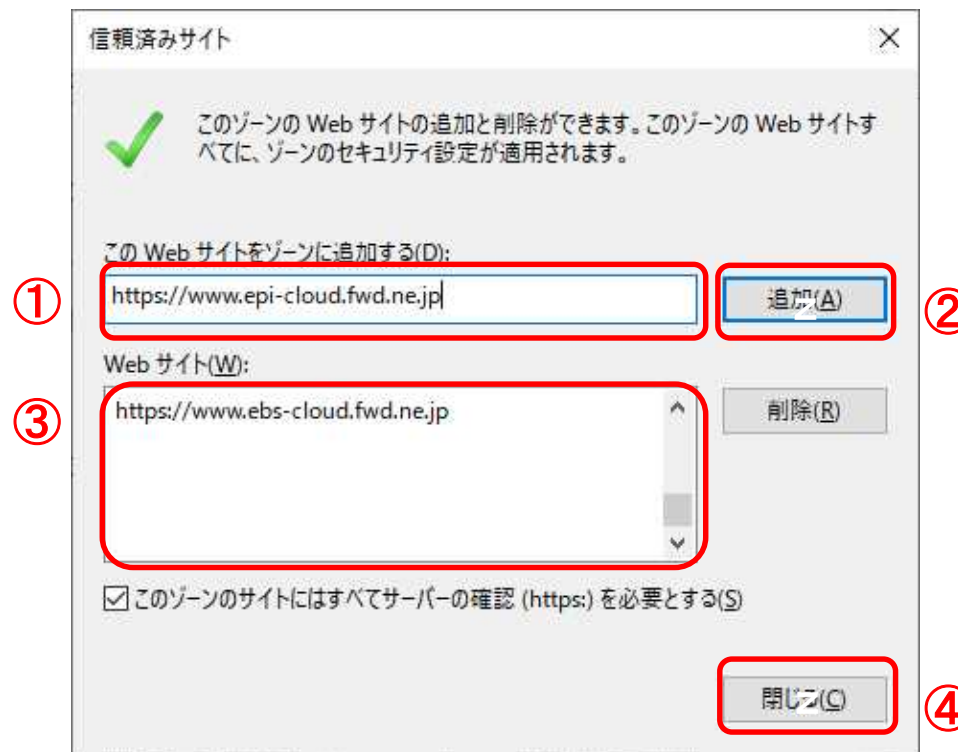 信頼済みサイト
このゾーンの Web サイトの追加と削除ができます。このゾーンの Web サイトす
べてに、ゾーンのセキュリティ設定が適用されます。
この Web サイトをゾーンに追加する(D):
① https://www.epi-cloud.fwd.ne.jp 追加(A) ②
Web サイト(W):
③ https://www.ebs-cloud.fwd.ne.jp 削除(R)
このゾーンのサイトにはすべてサーバーの確認 (https:) を必要とする(S)
閉じる(C) ④